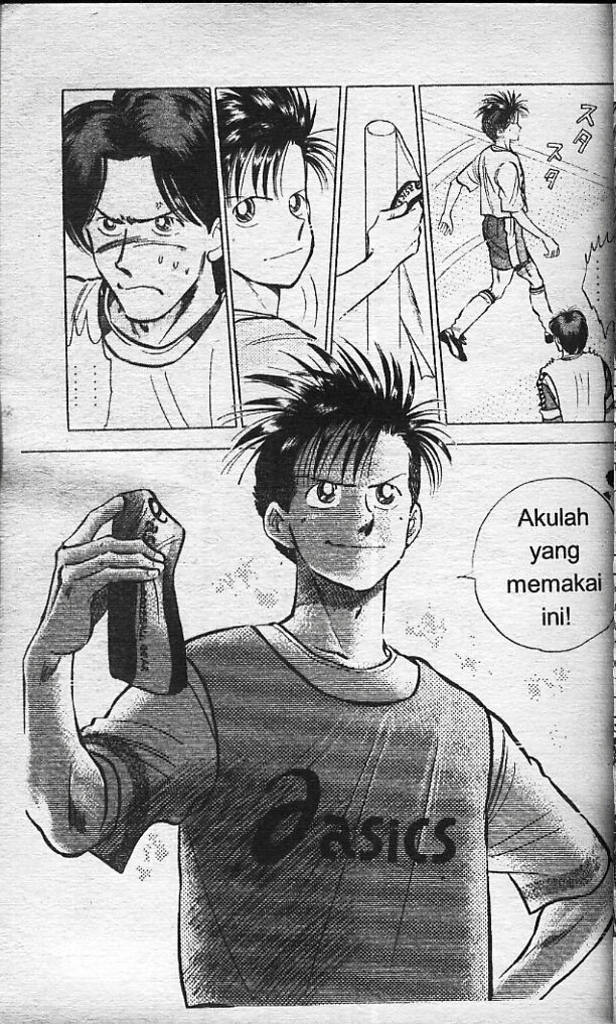 スタ
スタ
Akulah
yang
memakai
ini!
asics